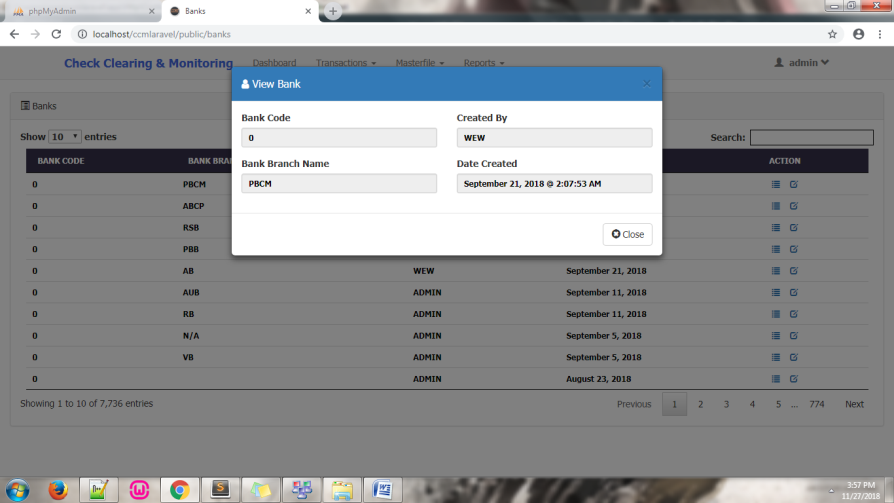 phpMyAdmin
Banks
localhost/ccmlaravel/public/banks
Check Clearing & Monitoring
Dashboard
Transactions
Masterfile
Reports
admin
Banks
Show 10 entries
Search:
View Bank
×
Bank Code
Created By
0
WEW
Bank Branch Name
Date Created
PBCM
September 21, 2018 @ 2:07:53 AM
Close
BANK CODE BANK BRA ACTION
0 PBCM
0 ABCP
0 RSB
0 PBB
0 AB WEW September 21, 2018
0 AUB ADMIN September 11, 2018
0 RB ADMIN September 11, 2018
0 N/A ADMIN September 5, 2018
0 VB ADMIN September 5, 2018
0 ADMIN August 23, 2018
Showing 1 to 10 of 7,736 entries
Previous 1 2 3 4 5 ... 774 Next
3:57 PM
11/27/2018